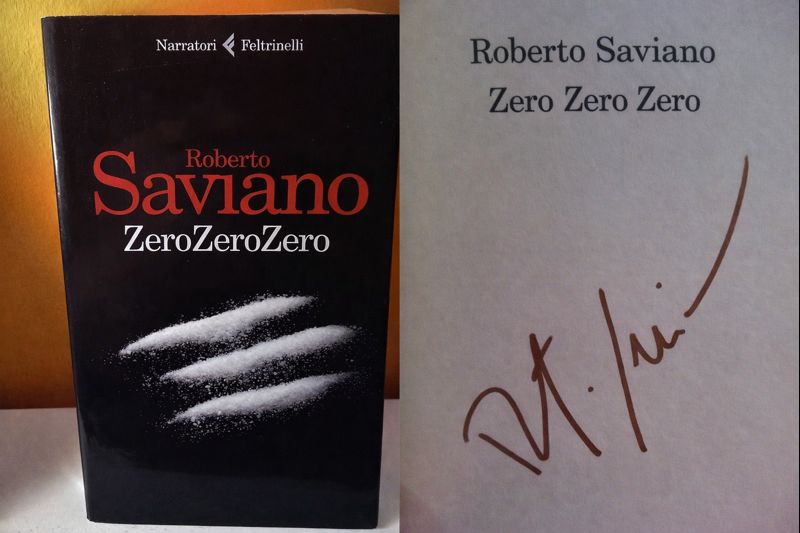 Narratori Feltrinelli
Roberto
Saviano
ZeroZeroZero
Roberto Saviano
Zero Zero Zero